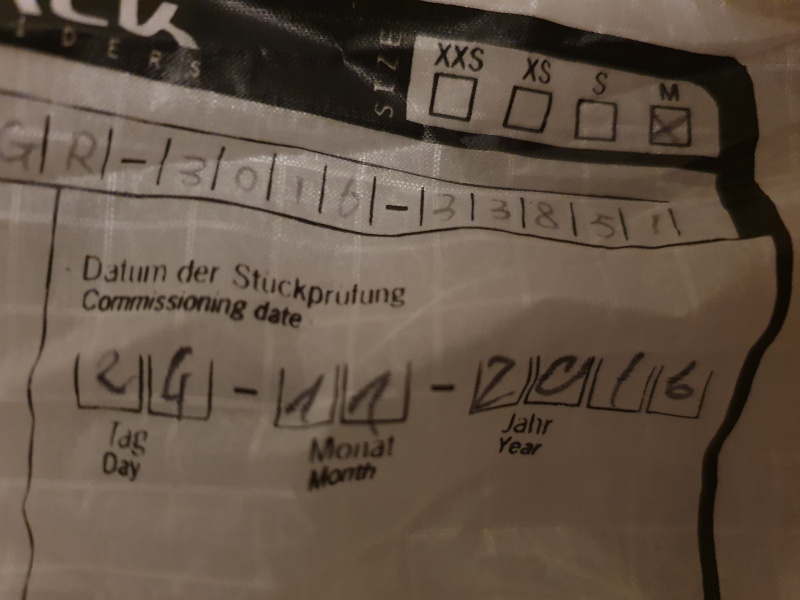 IDERS
SIZE
XXS XS S M
GR-3016-33851
Datum der Stückprüfung
Commissioning date
24-11-2016
Tag Monat Jahr
Day Month Year